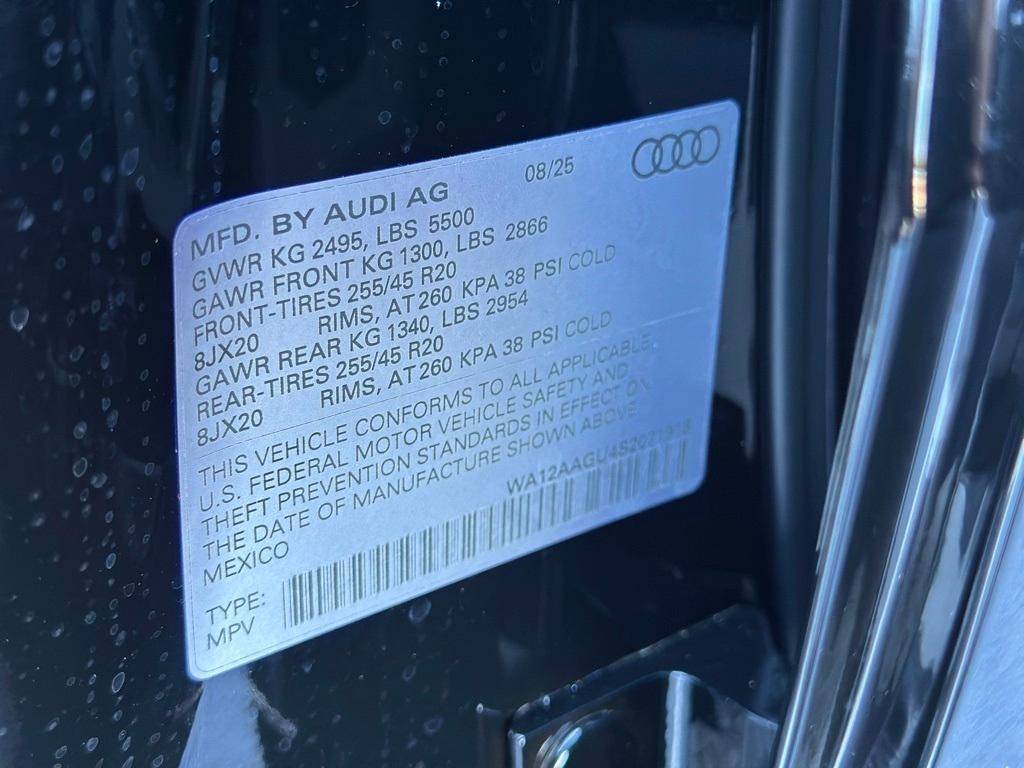 MFD. BY AUDI AG 08/25
GVWR KG 2495, LBS 5500
GAWR FRONT KG 1300, LBS 2866
FRONT-TIRES 255/45 R20
8JX20 RIMS, AT 260 KPA 38 PSI COLD
GAWR REAR KG 1340, LBS 2954
REAR-TIRES 255/45 R20
8JX20 RIMS, AT 260 KPA 38 PSI COLD
THIS VEHICLE CONFORMS TO ALL APPLICABLE
U.S. FEDERAL MOTOR VEHICLE SAFETY AND
THEFT PREVENTION STANDARDS IN EFFECT ON
THE DATE OF MANUFACTURE SHOWN ABOVE
MEXICO
TYPE:
MPV